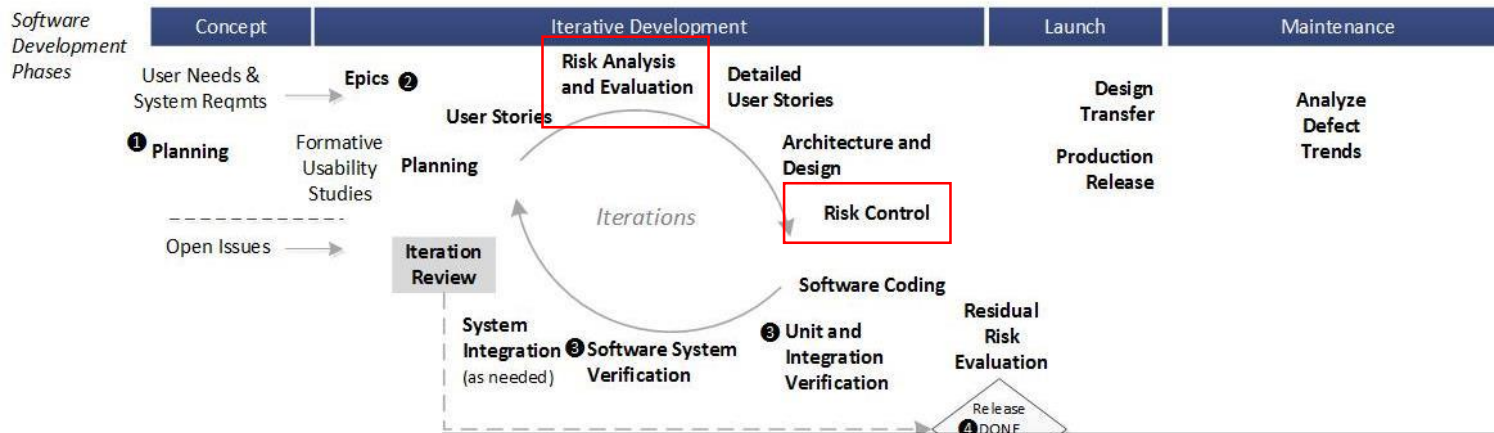 Software
Development
Phases
Concept
Iterative Development
Launch
Maintenance
User Needs &
System Reqmts
Epics ❷
User Stories
Risk Analysis
and Evaluation
Detailed
User Stories
Design
Transfer
Analyze
Defect
Trends
❶ Planning
Formative
Usability
Studies
Planning
Architecture and
Design
Production
Release
Iterations
Risk Control
Open Issues
Iteration
Review
Software Coding
System
Integration
(as needed)
❸ Software System
Verification
❸ Unit and
Integration
Verification
Residual
Risk
Evaluation
Release
❹ DONE